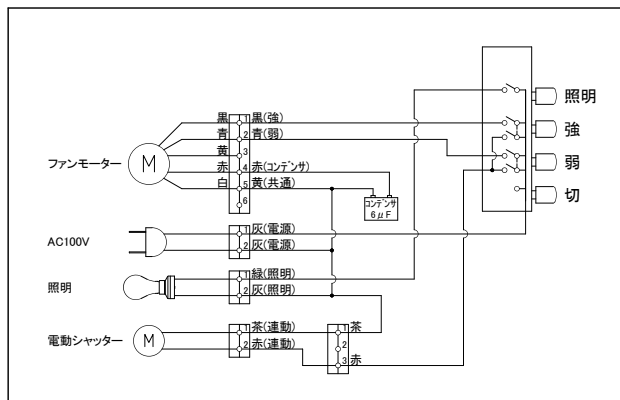 照明
強
弱
切
ファンモーター
M
黒
青
黄
赤
白
1 黒(強)
2 青(弱)
3
4 赤(コンデンサ)
5 黄(共通)
6
コンデンサ
6μF
AC100V
1 灰(電源)
2 灰(電源)
照明
1 緑(照明)
2 灰(照明)
電動シャッター
M
1 茶(連動)
2 赤(連動)
1 茶
2
3 赤